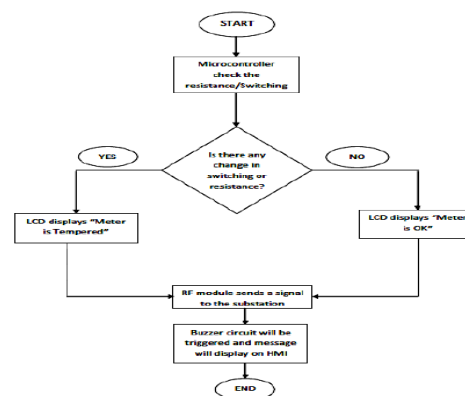 START
Microcontroller
check the
resistance/Switching
Is there any
change in
switching or
resistance?
YES
NO
LCD displays "Meter
is Tempered"
LCD displays "Meter
is OK"
RF module sends a signal
to the substation
Buzzer circuit will be
triggered and message
will display on HMI
END